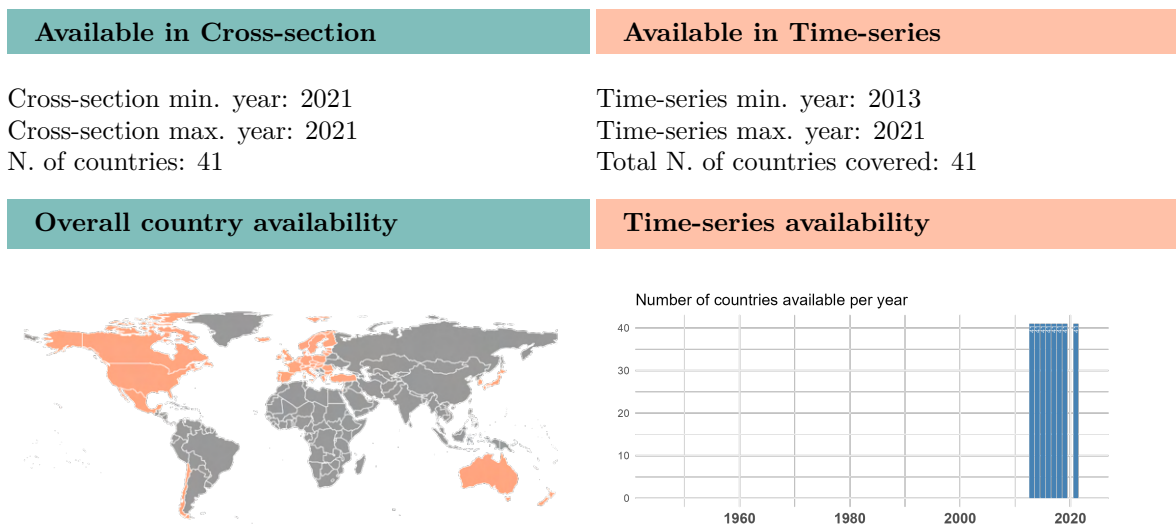 Available in Cross-section
Available in Time-series
Cross-section min. year: 2021
Cross-section max. year: 2021
N. of countries: 41
Time-series min. year: 2013
Time-series max. year: 2021
Total N. of countries covered: 41
Overall country availability
Time-series availability
Number of countries available per year
40
30
20
10
0
1960 1980 2000 2020